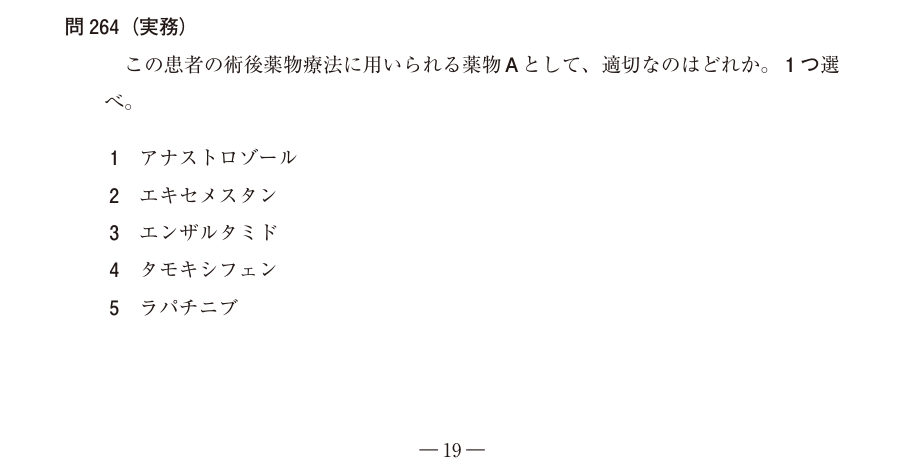 問 264（実務）
この患者の術後薬物療法に用いられる薬物Aとして、適切なのはどれか。1つ選
べ。
1 アナストロゾール
2 エキセメスタン
3 エンザルタミド
4 タモキシフェン
5 ラパチニブ
― 19 ―